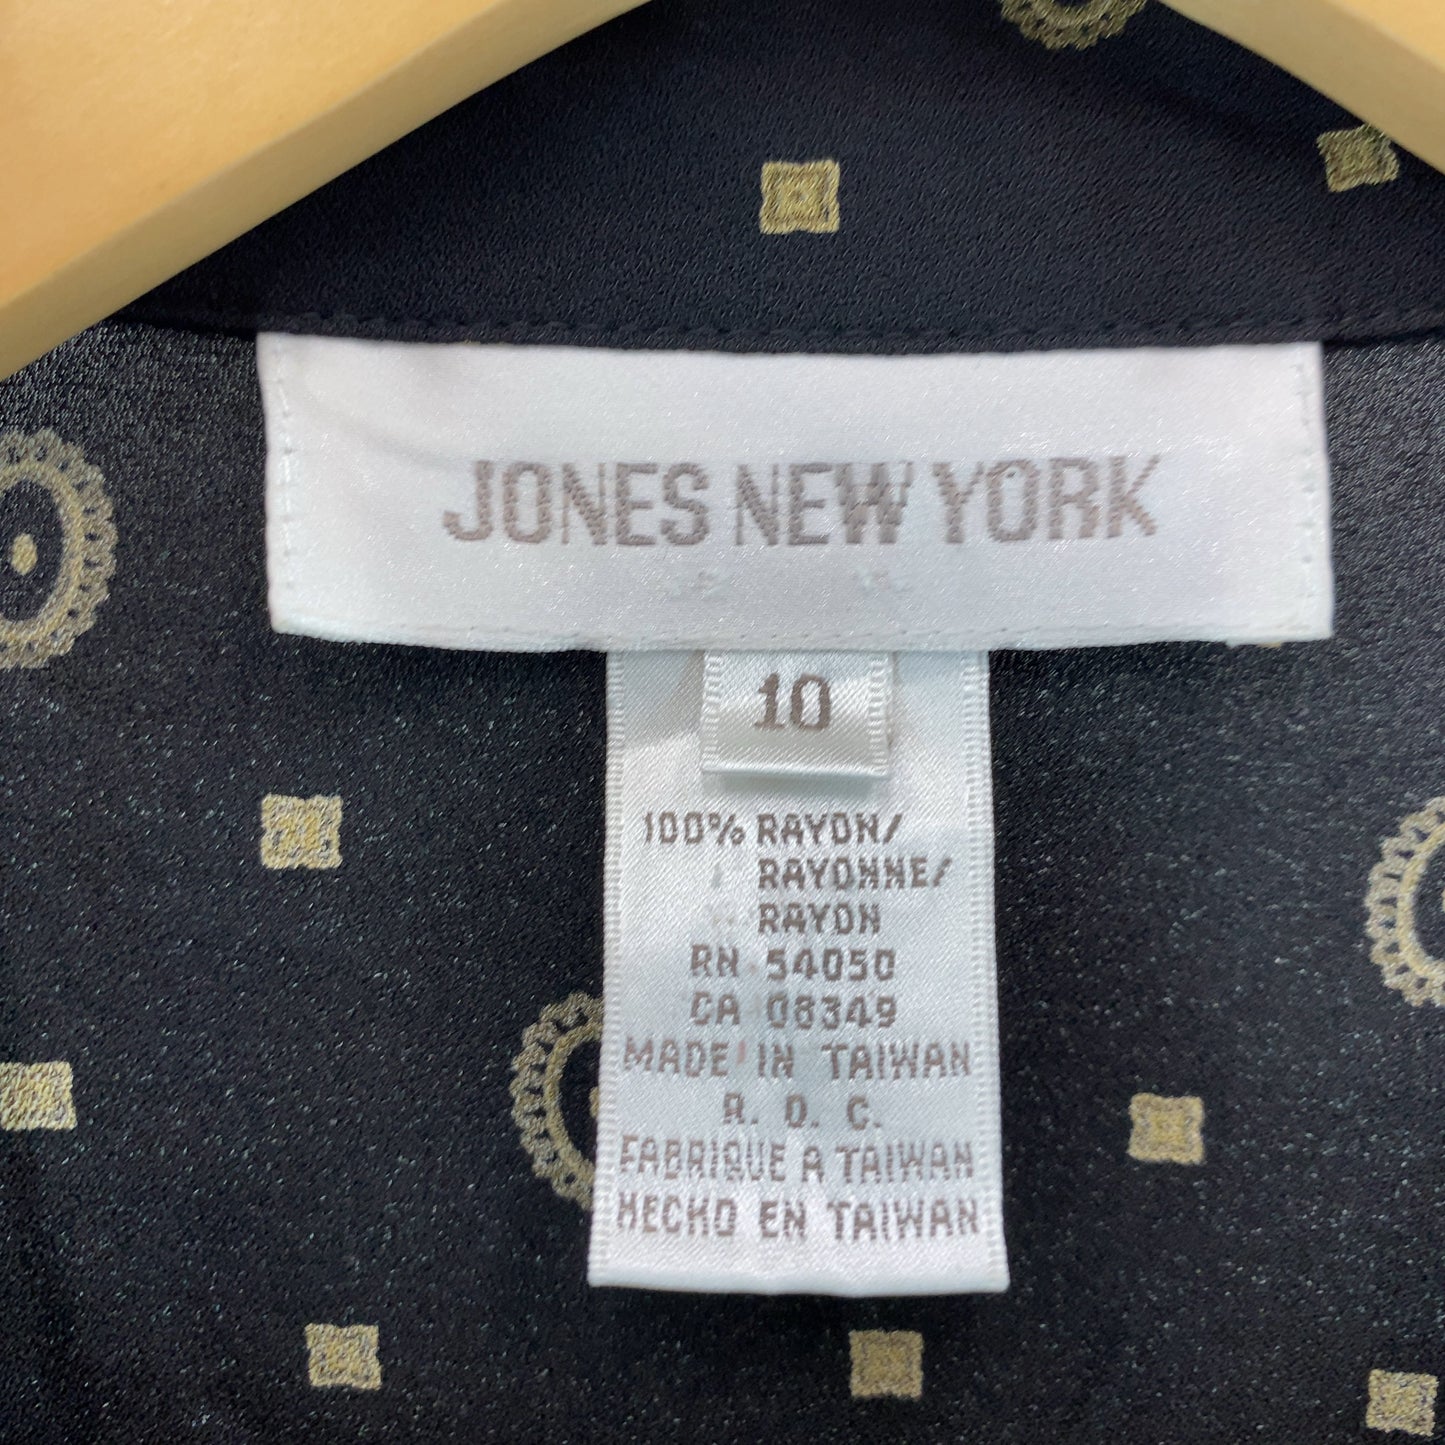 JONES NEW YORK
10
100% RAYON/
RAYONNE/
RAYON
RN 54050
CA 08349
MADE IN TAIWAN
R. O. C.
FABRIQUE A TAIWAN
HECHO EN TAIWAN